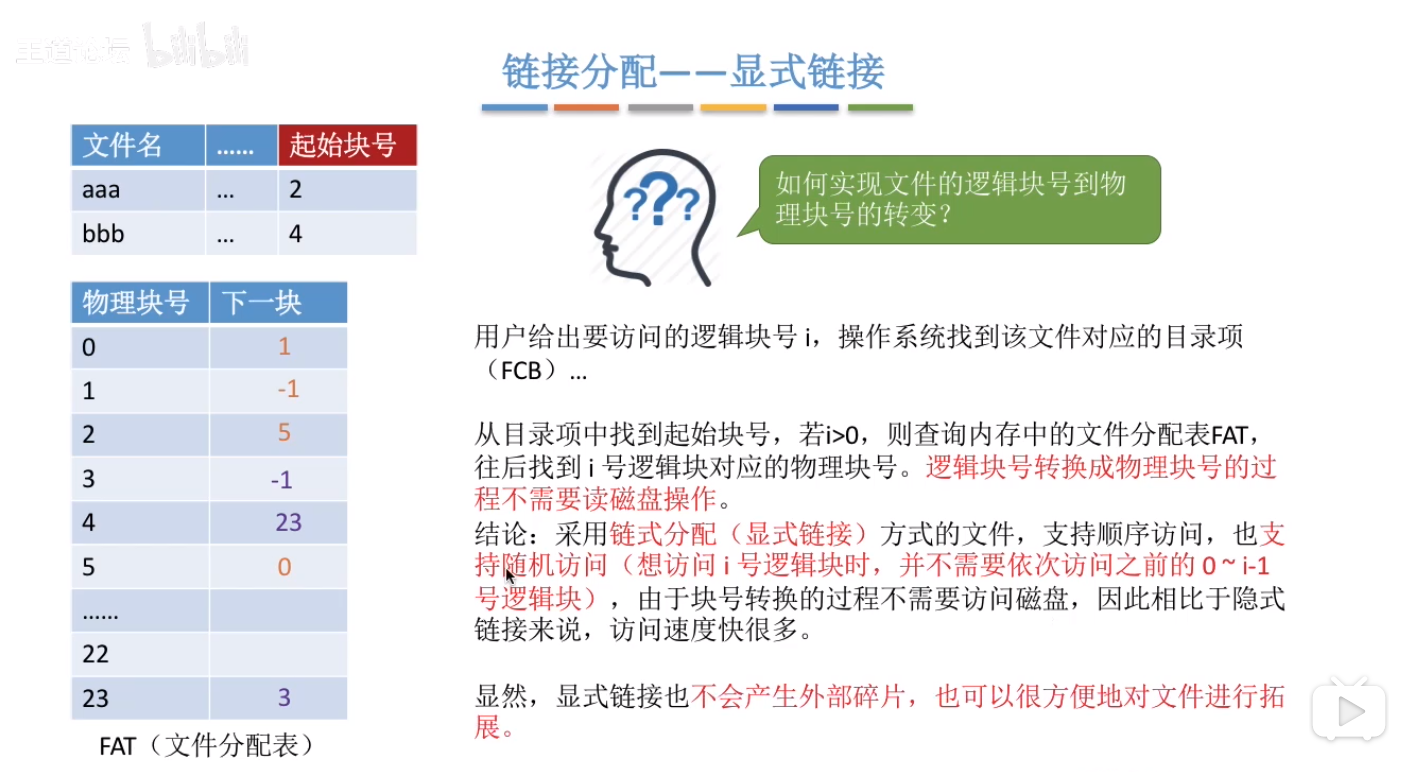 王道论坛 bilibili
链接分配——显式链接
文件名 …… 起始块号
aaa ... 2
bbb ... 4
? ? ?
如何实现文件的逻辑块号到物
理块号的转变？
物理块号 下一块
0 1
1 -1
2 5
3 -1
4 23
5 0
……
22
23 3
FAT（文件分配表）
用户给出要访问的逻辑块号 i，操作系统找到该文件对应的目录项
（FCB）…
从目录项中找到起始块号，若i>0，则查询内存中的文件分配表FAT，
往后找到 i 号逻辑块对应的物理块号。逻辑块号转换成物理块号的过
程不需要读磁盘操作。
结论：采用链式分配（显式链接）方式的文件，支持顺序访问，也支
持随机访问（想访问 i 号逻辑块时，并不需要依次访问之前的 0 ~ i-1
号逻辑块），由于块号转换的过程不需要访问磁盘，因此相比于隐式
链接来说，访问速度快很多。
显然，显式链接也不会产生外部碎片，也可以很方便地对文件进行拓
展。